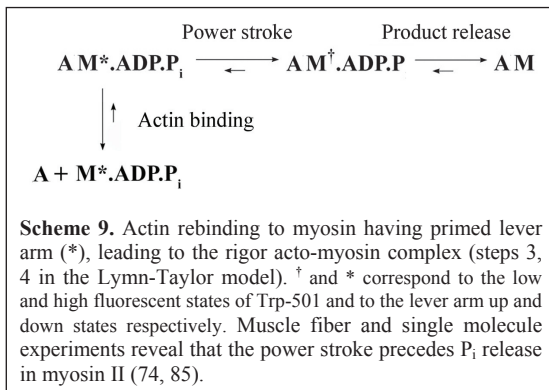 Power stroke Product release
A M*.ADP.Pi A M†.ADP.P A M
Actin binding
A + M*.ADP.Pi
Scheme 9. Actin rebinding to myosin having primed lever
arm (*), leading to the rigor acto-myosin complex (steps 3,
4 in the Lymn-Taylor model). † and * correspond to the low
and high fluorescent states of Trp-501 and to the lever arm up and
down states respectively. Muscle fiber and single molecule
experiments reveal that the power stroke precedes Pi release
in myosin II (74, 85).